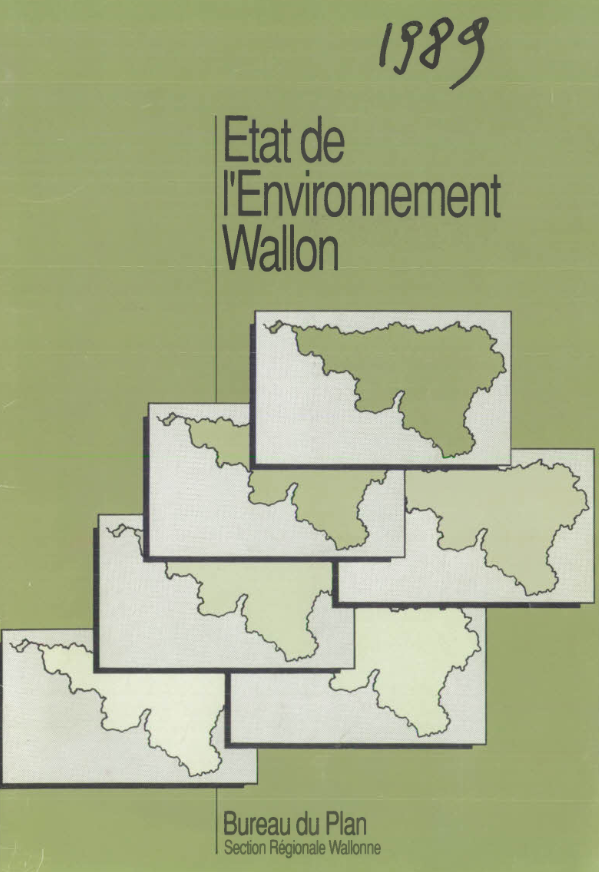 1989
Etat de
l'Environnement
Wallon
Bureau du Plan
Section Régionale Wallonne